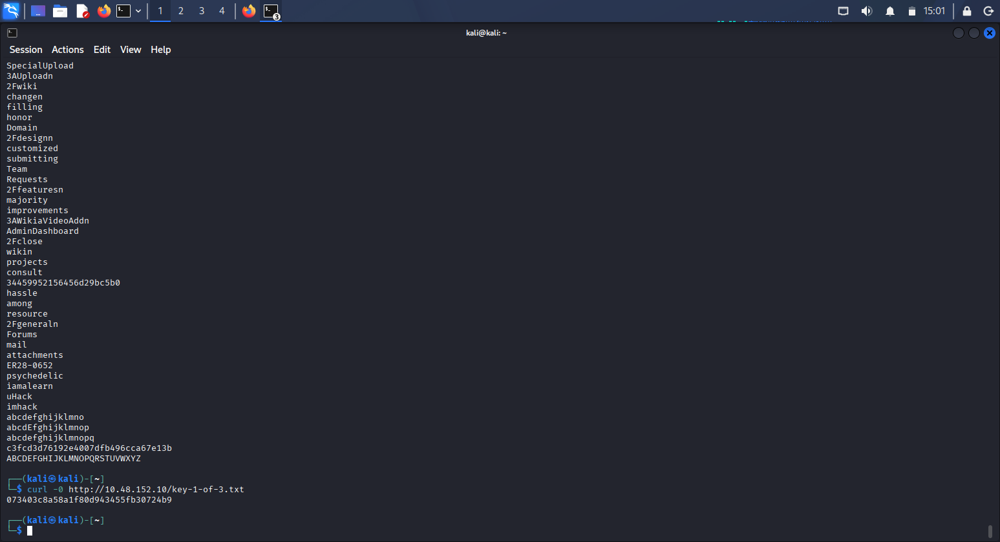 1 2 3 4 3 15:01
kali@kali: ~
Session Actions Edit View Help
SpecialUpload
3AUploadn
2Fwiki
changen
filling
honor
Domain
2Fdesignn
customized
submitting
Team
Requests
2Ffeaturesn
majority
improvements
3AWikiaVideoAddn
AdminDashboard
2Fclose
wikin
projects
consult
34459952156456d29bc5b0
hassle
among
resource
2Fgeneraln
Forums
mail
attachments
ER28-0652
psychedelic
iamalearn
uHack
imhack
abcdefghijklmno
abcdEfghijklmnop
abcdefghijklmnopq
c3fcd3d76192e4007dfb496cca67e13b
ABCDEFGHIJKLMNOPQRSTUVWXYZ
┌──(kali㉿kali)-[~]
└─$ curl -0 http://10.48.152.10/key-1-of-3.txt
073403c8a58a1f80d943455fb30724b9
┌──(kali㉿kali)-[~]
└─$